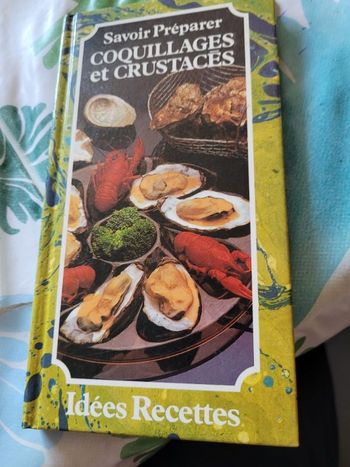 Savoir Préparer
COQUILLAGES
et CRUSTACÉS
Idées Recettes